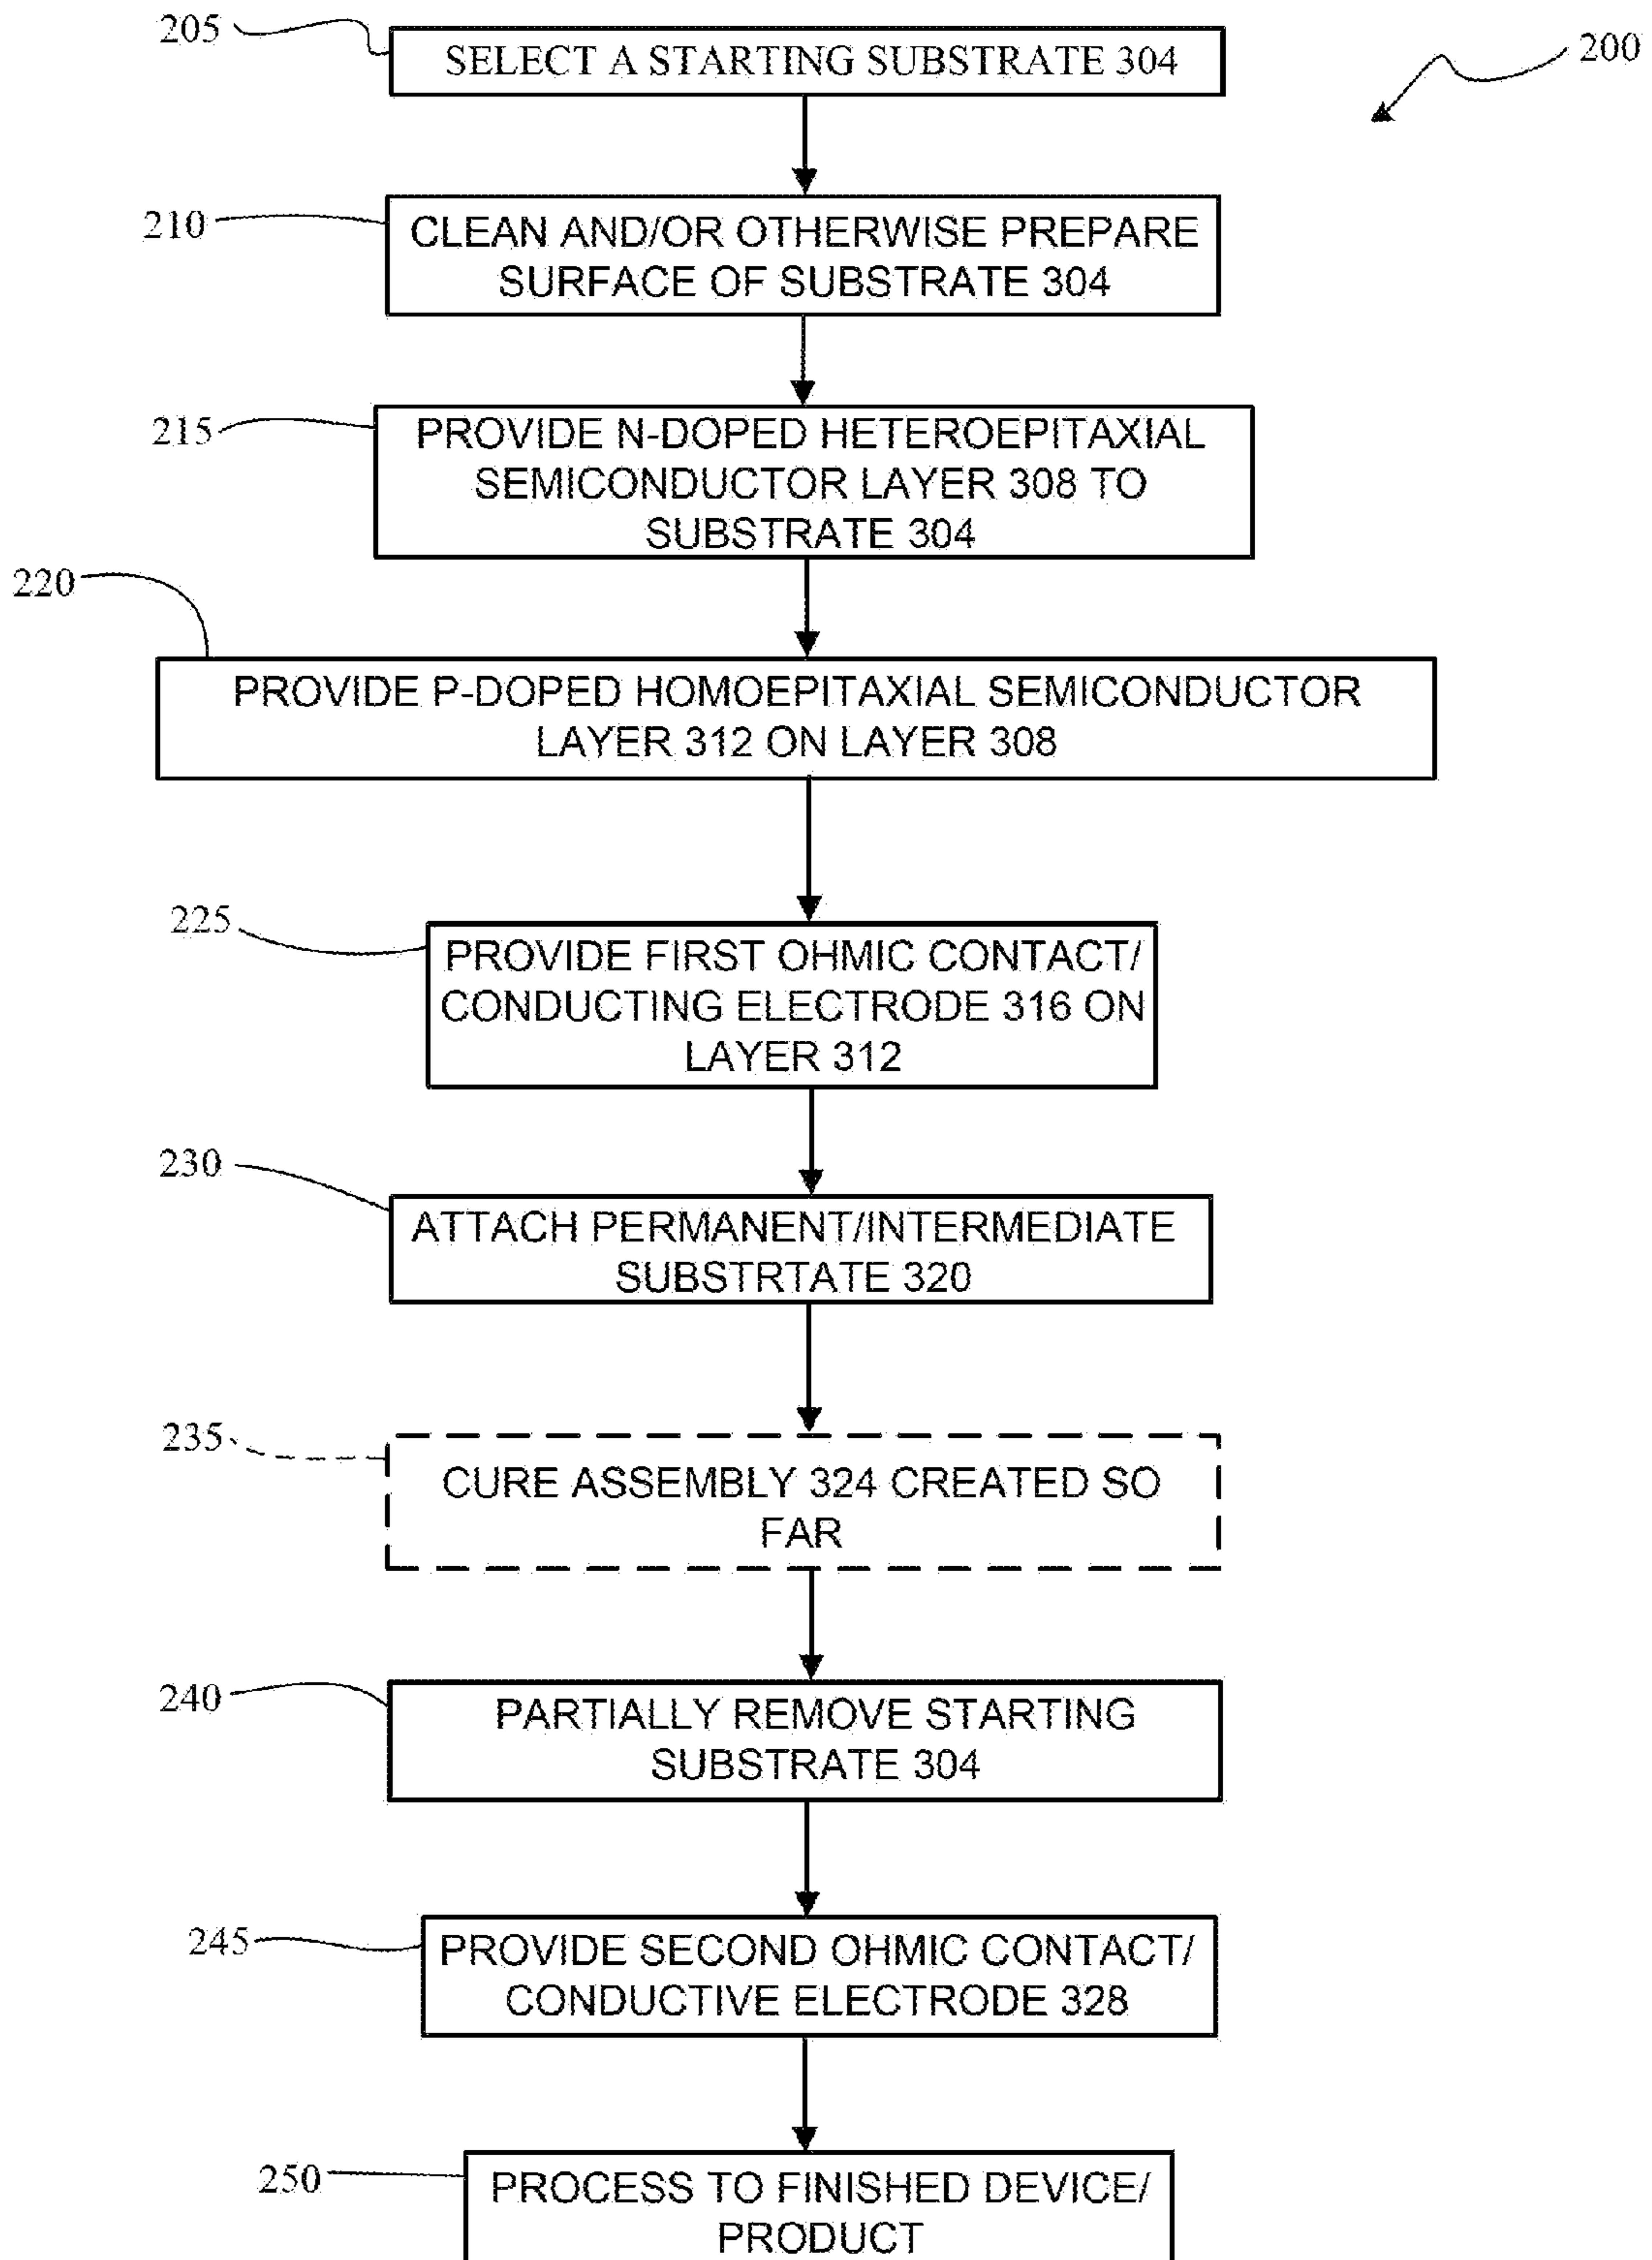 205
SELECT A STARTING SUBSTRATE 304
200
210
CLEAN AND/OR OTHERWISE PREPARE
SURFACE OF SUBSTRATE 304
215
PROVIDE N-DOPED HETEROEPITAXIAL
SEMICONDUCTOR LAYER 308 TO
SUBSTRATE 304
220
PROVIDE P-DOPED HOMOEPITAXIAL SEMICONDUCTOR
LAYER 312 ON LAYER 308
225
PROVIDE FIRST OHMIC CONTACT/
CONDUCTING ELECTRODE 316 ON
LAYER 312
230
ATTACH PERMANENT/INTERMEDIATE
SUBSTRTATE 320
235
CURE ASSEMBLY 324 CREATED SO
FAR
240
PARTIALLY REMOVE STARTING
SUBSTRATE 304
245
PROVIDE SECOND OHMIC CONTACT/
CONDUCTIVE ELECTRODE 328
250
PROCESS TO FINISHED DEVICE/
PRODUCT